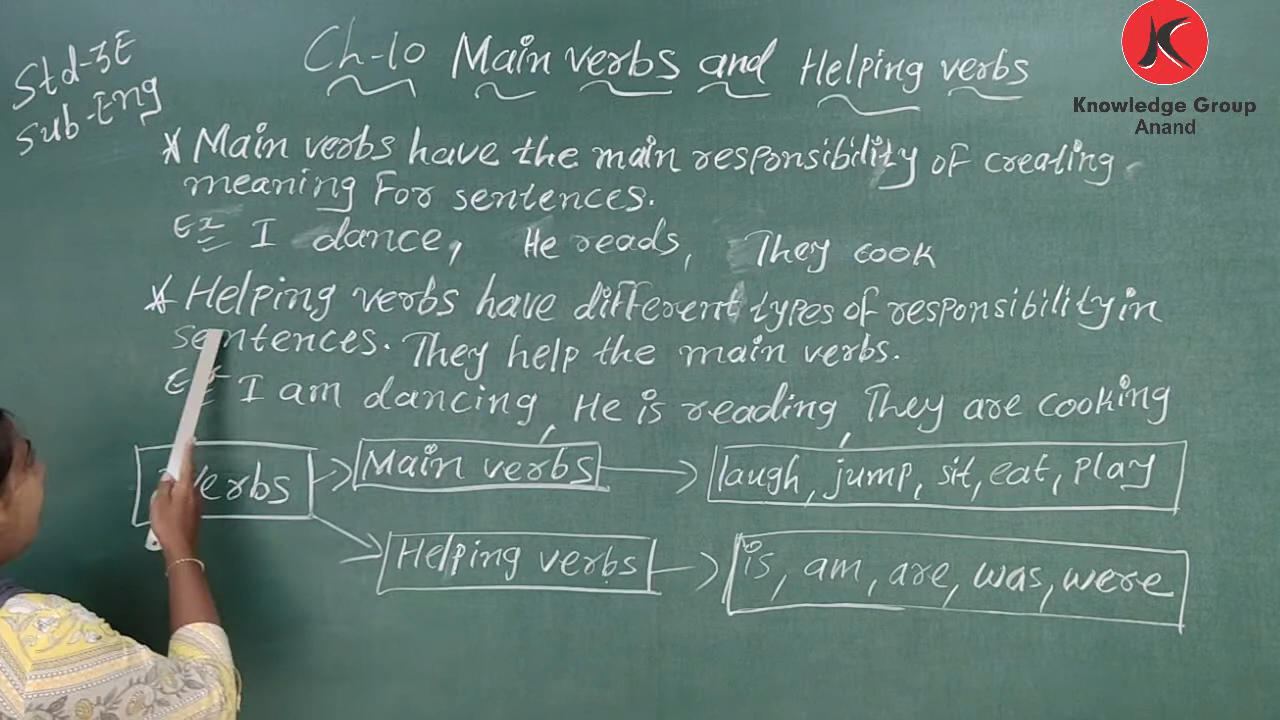 Std-3E
Sub-Eng
Ch-10 Main verbs and Helping verbs
Knowledge Group
Anand
* Main verbs have the main responsibility of creating
meaning For sentences.
Ex I dance, He reads, They cook
* Helping verbs have different types of responsibility in
sentences. They help the main verbs.
Ex I am dancing, He is reading, They are cooking
Verbs
Main verbs
laugh, jump, sit, eat, play
Helping verbs
is, am, are, was, were